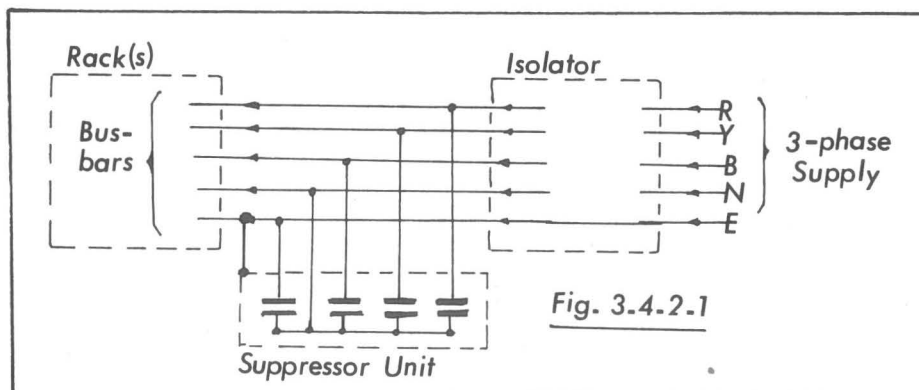 Rack(s)
Isolator
Bus-
bars
R
Y
B
N
E
3-phase
Supply
Fig. 3.4.2.1
Suppressor Unit